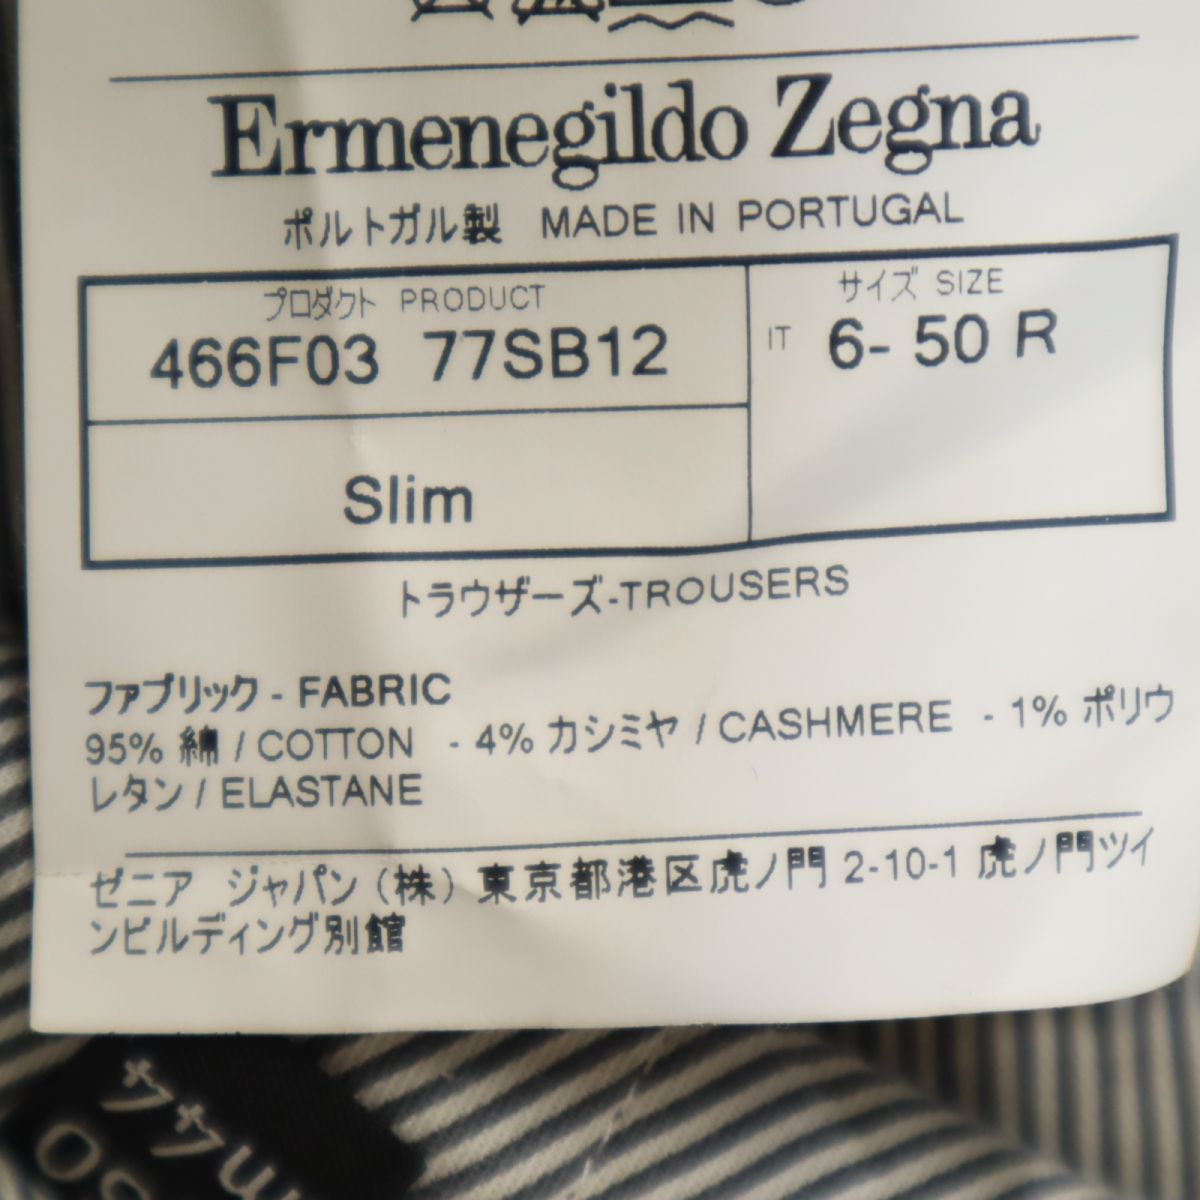 Ermenegildo Zegna
ポルトガル製 MADE IN PORTUGAL
プロダクト PRODUCT
466F03 77SB12
サイズ SIZE
IT 6- 50 R
Slim
トラウザーズ-TROUSERS
ファブリック - FABRIC
95% 綿 / COTTON - 4% カシミヤ / CASHMERE - 1% ポリウ
レタン / ELASTANE
ゼニア ジャパン (株) 東京都港区虎ノ門 2-10-1 虎ノ門ツイ
ンビルディング別館